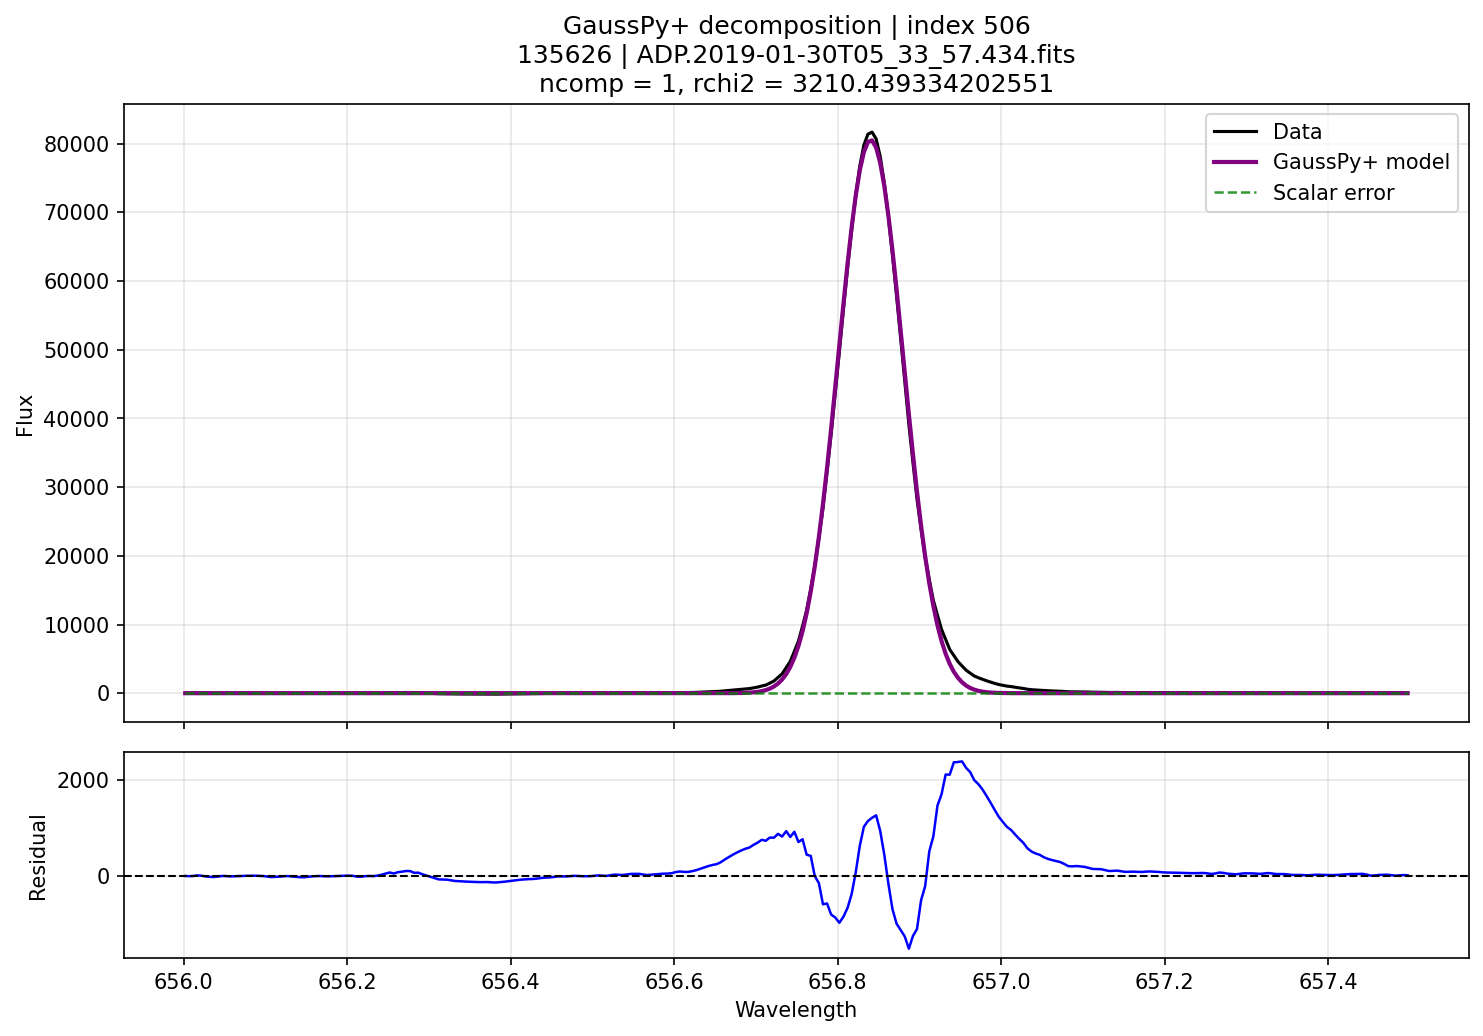 GaussPy+ decomposition | index 506
135626 | ADP.2019-01-30T05_33_57.434.fits
ncomp = 1, rchi2 = 3210.439334202551
Data
GaussPy+ model
Scalar error
80000
70000
60000
50000
40000
30000
20000
10000
0
Flux
2000
0
Residual
656.0 656.2 656.4 656.6 656.8 657.0 657.2 657.4
Wavelength